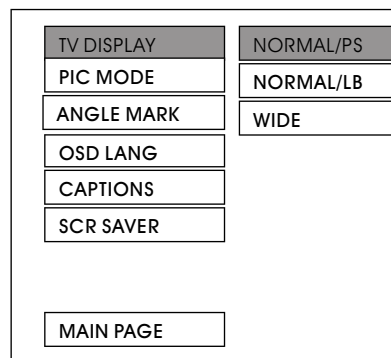 TV DISPLAY
PIC MODE
ANGLE MARK
OSD LANG
CAPTIONS
SCR SAVER
MAIN PAGE
NORMAL/PS
NORMAL/LB
WIDE